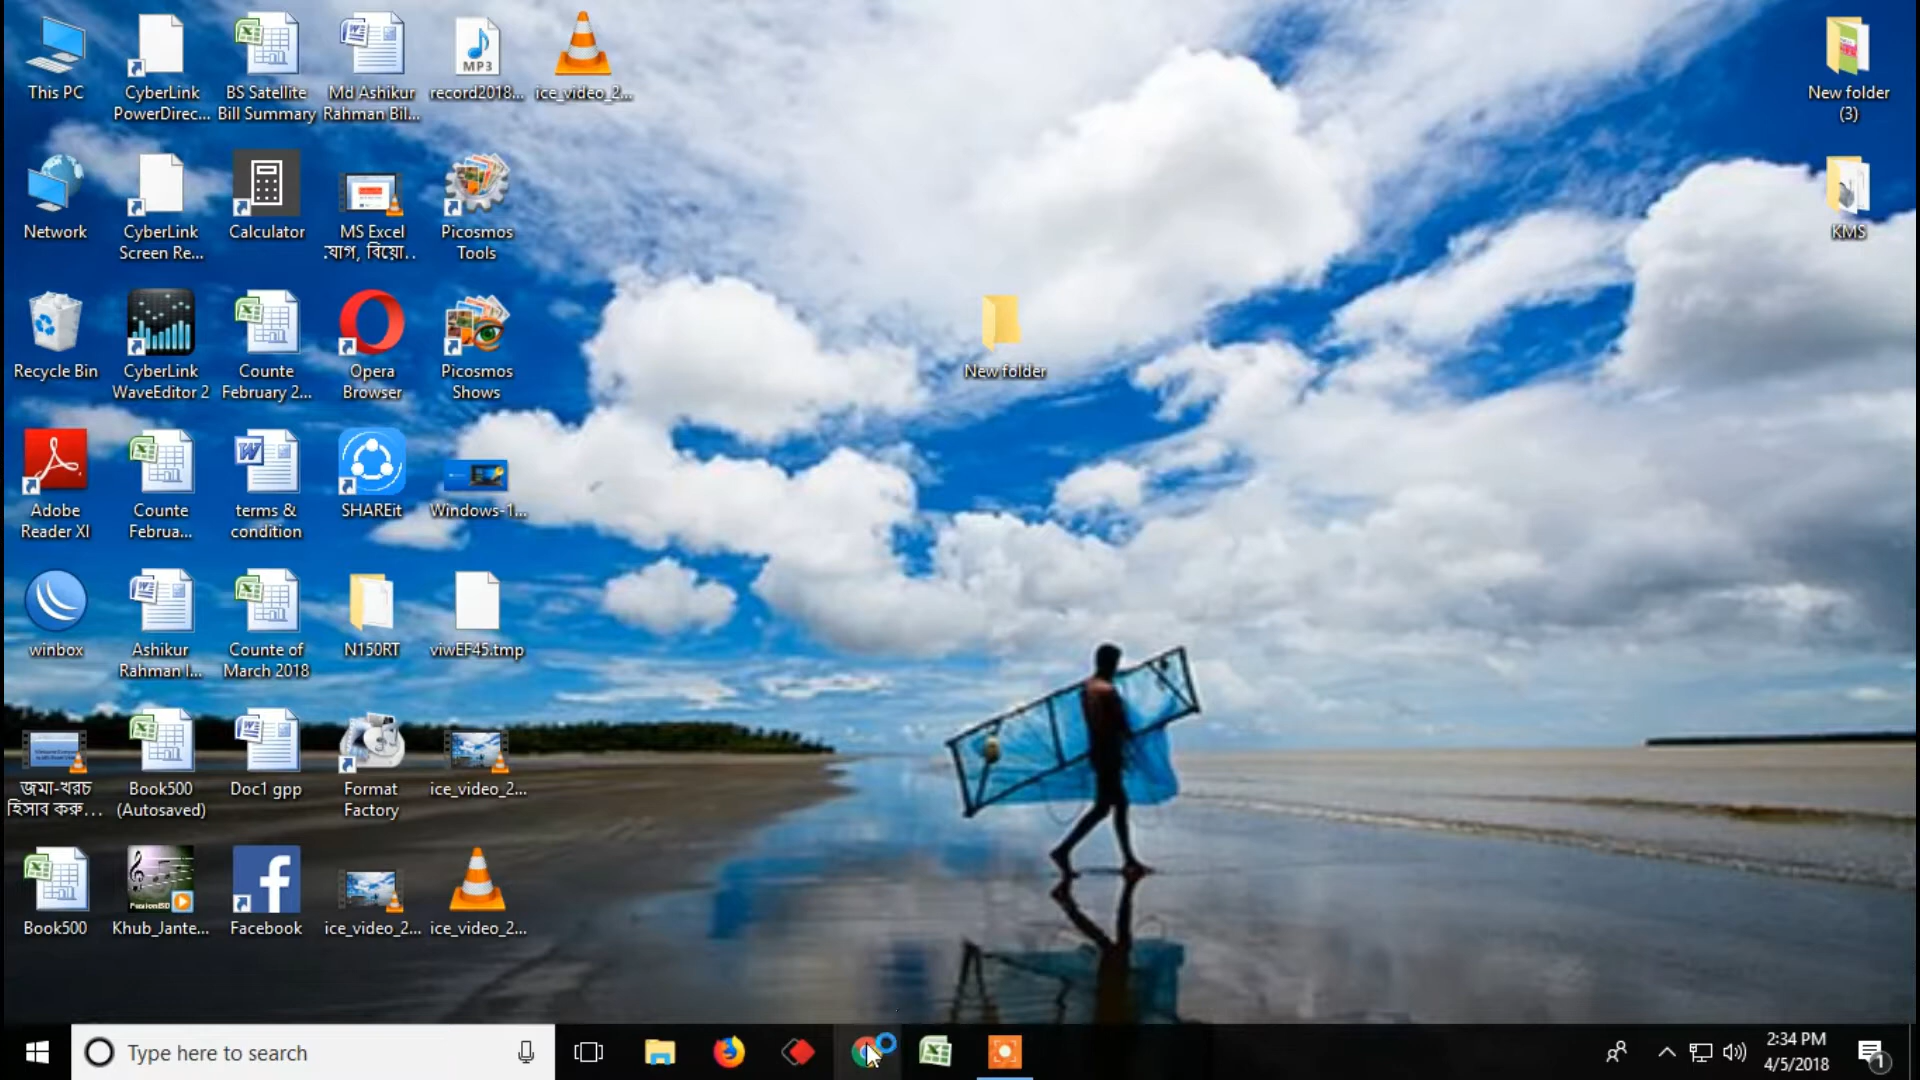 This PC
CyberLink
PowerDirec...
BS Satellite
Bill Summary
Md Ashikur
Rahman Bil...
MP3
record2018...
ice_video_2...
New folder
(3)
Network
CyberLink
Screen Re...
Calculator
MS Excel
.যাগ, বিয়ো..
Picosmos
Tools
KMS
Recycle Bin
CyberLink
WaveEditor 2
Counte
February 2...
Opera
Browser
Picosmos
Shows
New folder
Adobe
Reader XI
Counte
Februa...
terms &
condition
SHAREit
Windows-1...
winbox
Ashikur
Rahman I...
Counte of
March 2018
N150RT
viwEF45.tmp
জমা-খরচ
হিসাব করু...
Book500
(Autosaved)
Doc1 gpp
Format
Factory
ice_video_2...
Book500
Khub_Jante...
Facebook
ice_video_2...
ice_video_2...
Type here to search
2:34 PM
4/5/2018
1